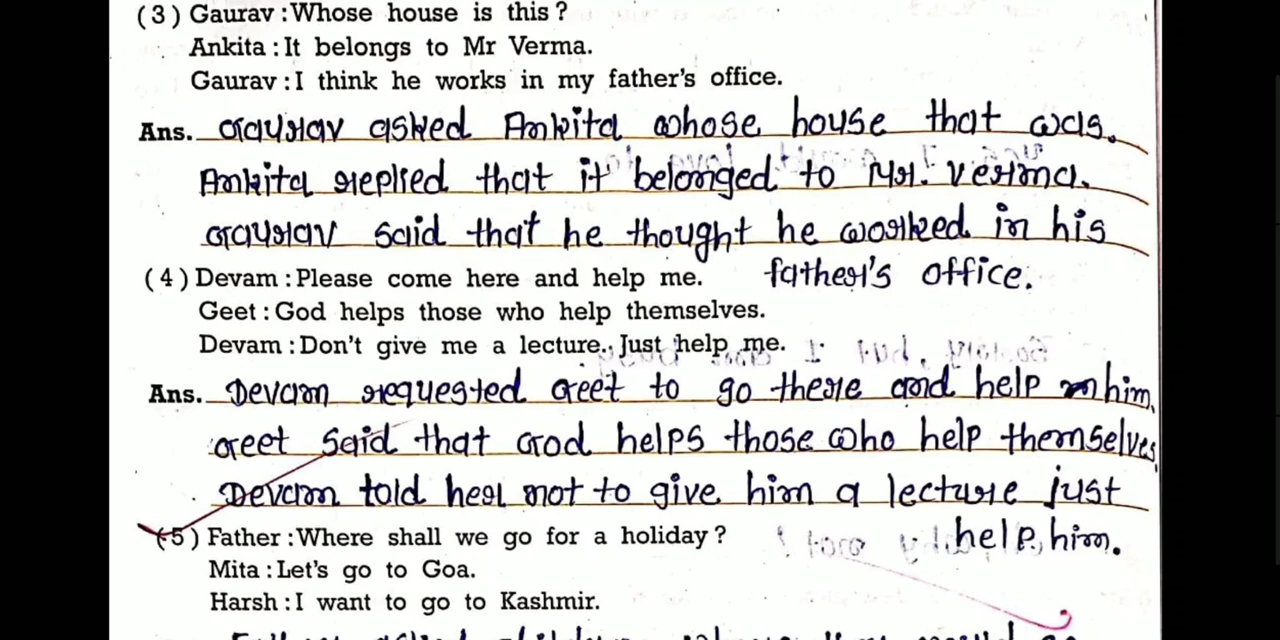 (3) Gaurav : Whose house is this?
Ankita : It belongs to Mr Verma.
Gaurav : I think he works in my father's office.
Ans. Gaurav asked Ankita whose house that was.
Ankita replied that it belonged to Mr. Verma.
Gaurav said that he thought he worked in his
father's office.
(4) Devam : Please come here and help me.
Geet : God helps those who help themselves.
Devam : Don't give me a lecture. Just help me.
Ans. Devam requested Geet to go there and help him.
Geet said that God helps those who help themselves.
Devam told her not to give him a lecture just
help him.
(5) Father : Where shall we go for a holiday?
Mita : Let's go to Goa.
Harsh : I want to go to Kashmir.